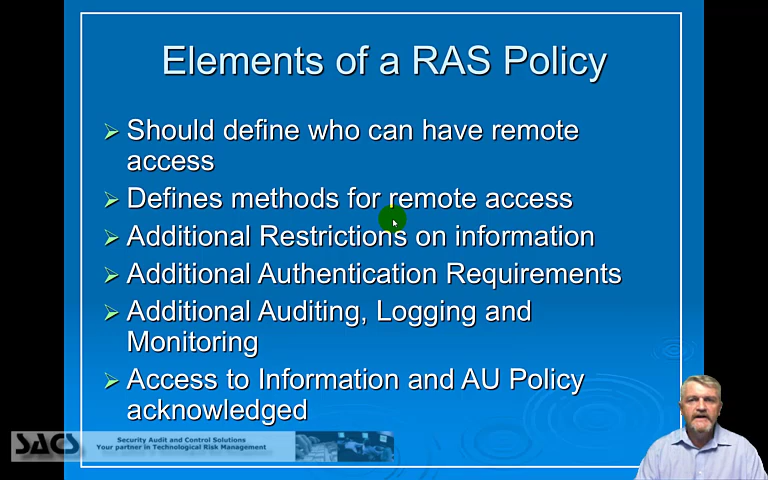 Elements of a RAS Policy
Should define who can have remote
access
Defines methods for remote access
Additional Restrictions on information
Additional Authentication Requirements
Additional Auditing, Logging and
Monitoring
Access to Information and AU Policy
acknowledged
SACS
Security Audit and Control Solutions
Your partner in Technological Risk Management